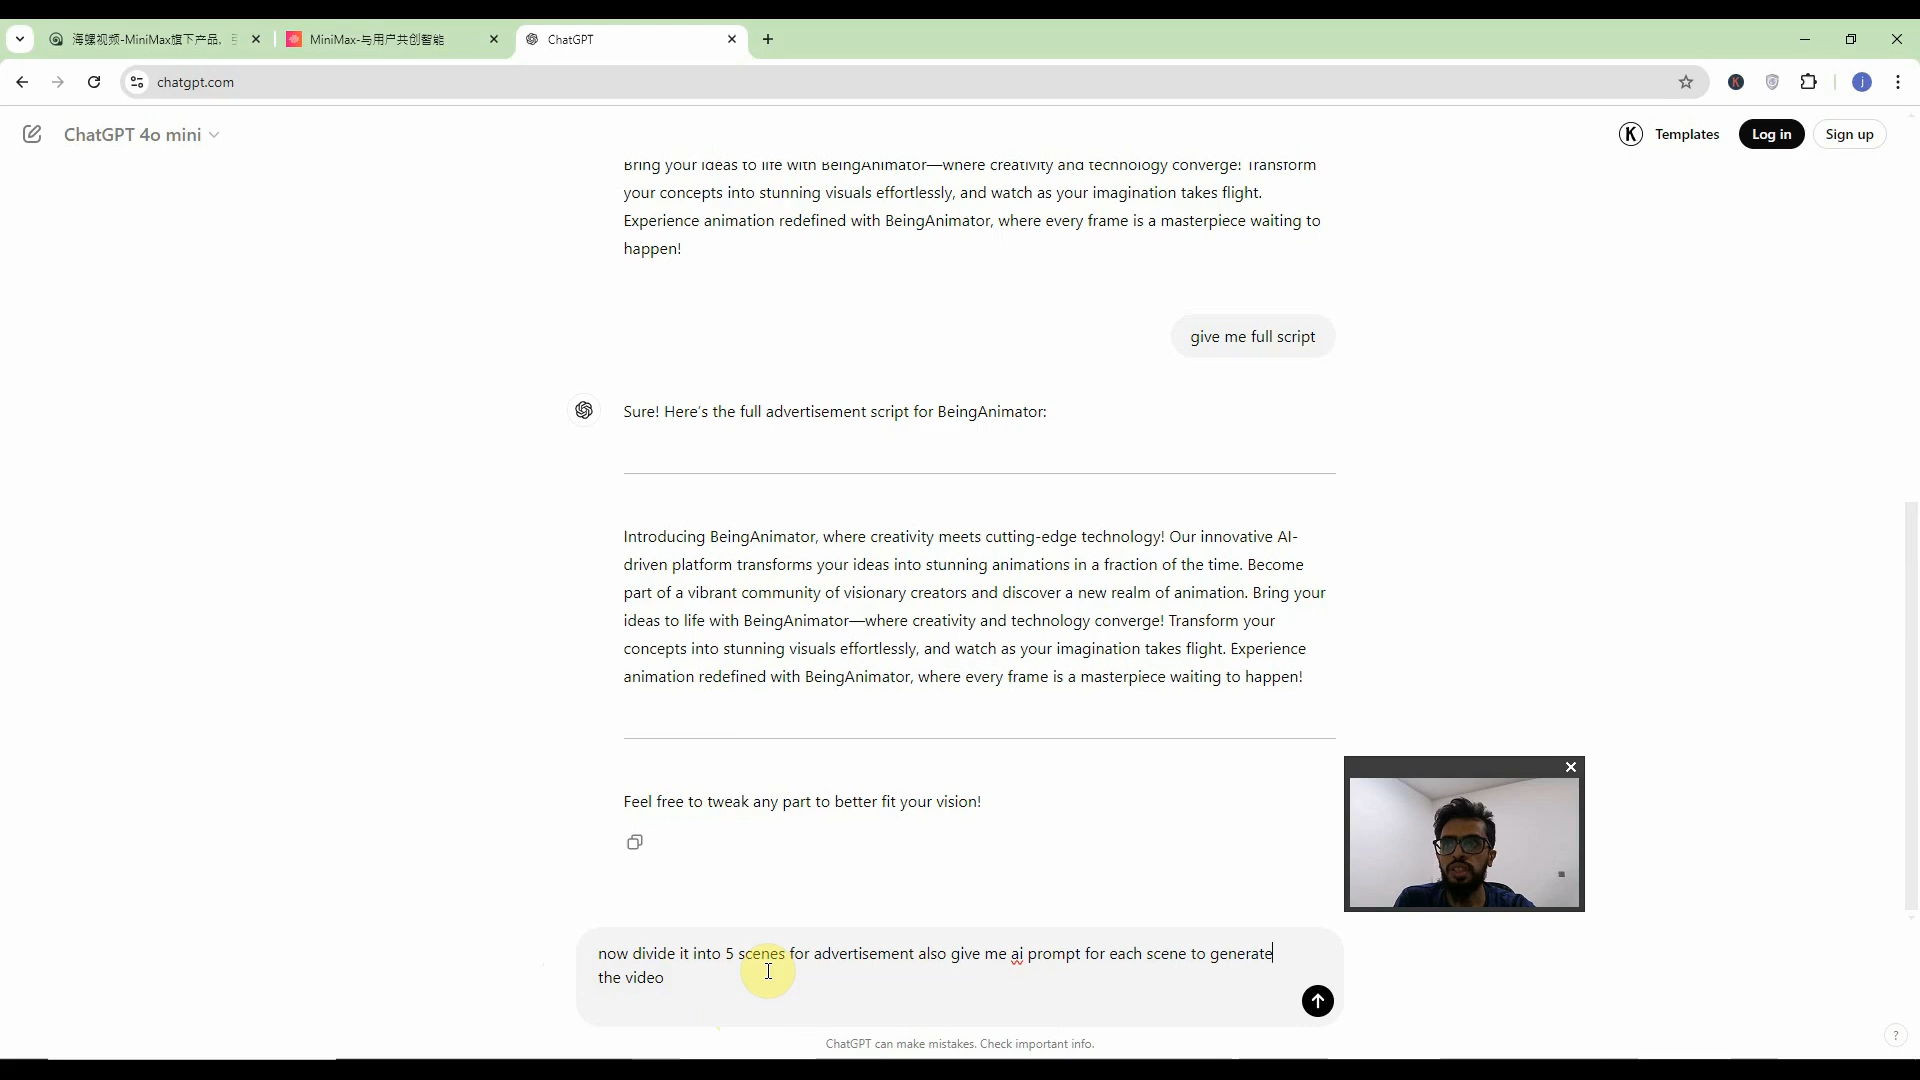 海螺视频-MiniMax旗下产品,
MiniMax-与用户共创智能
ChatGPT
chatgpt.com
K
j
ChatGPT 4o mini
K
Templates
Log in
Sign up
Bring your ideas to life with BeingAnimator—where creativity and technology converge! Transform
your concepts into stunning visuals effortlessly, and watch as your imagination takes flight.
Experience animation redefined with BeingAnimator, where every frame is a masterpiece waiting to
happen!
give me full script
Sure! Here's the full advertisement script for BeingAnimator:
Introducing BeingAnimator, where creativity meets cutting-edge technology! Our innovative AI-
driven platform transforms your ideas into stunning animations in a fraction of the time. Become
part of a vibrant community of visionary creators and discover a new realm of animation. Bring your
ideas to life with BeingAnimator—where creativity and technology converge! Transform your
concepts into stunning visuals effortlessly, and watch as your imagination takes flight. Experience
animation redefined with BeingAnimator, where every frame is a masterpiece waiting to happen!
Feel free to tweak any part to better fit your vision!
now divide it into 5 scenes for advertisement also give me ai prompt for each scene to generate
the video
ChatGPT can make mistakes. Check important info.
?